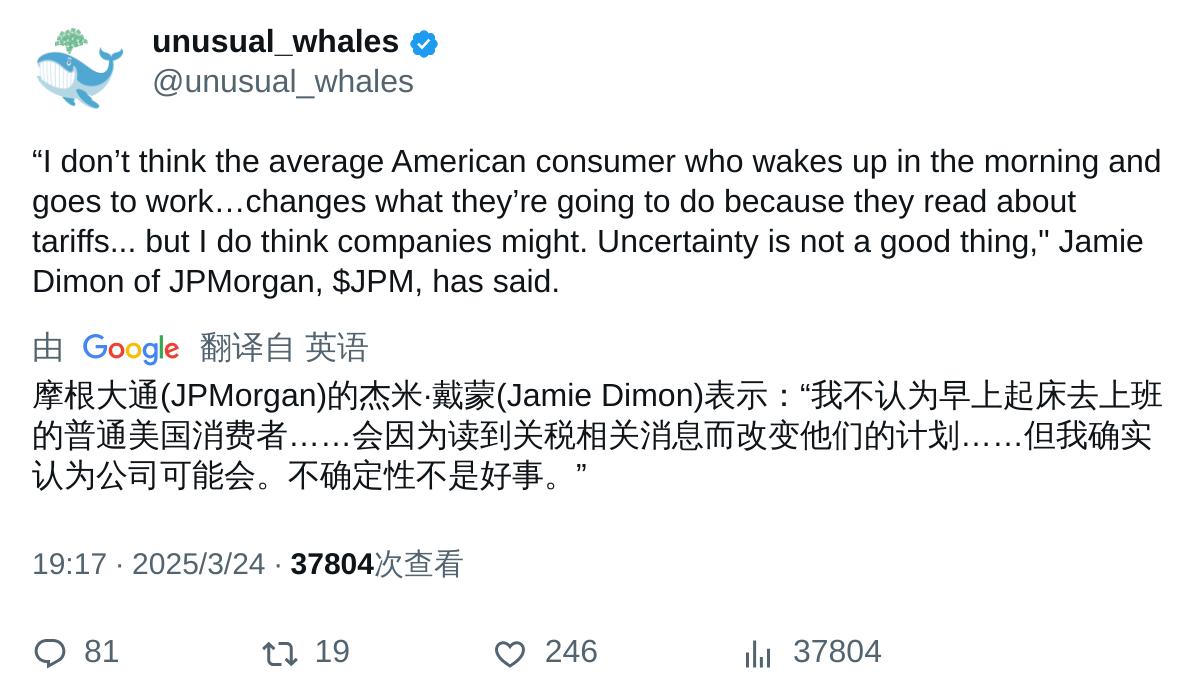 unusual_whales
@unusual_whales
“I don’t think the average American consumer who wakes up in the morning and
goes to work…changes what they’re going to do because they read about
tariffs... but I do think companies might. Uncertainty is not a good thing," Jamie
Dimon of JPMorgan, $JPM, has said.
由 Google 翻译自 英语
摩根大通(JPMorgan)的杰米·戴蒙(Jamie Dimon)表示：“我不认为早上起床去上班
的普通美国消费者……会因为读到关税相关消息而改变他们的计划……但我确实
认为公司可能会。不确定性不是好事。”
19:17 · 2025/3/24 · 37804次查看
81 19 246 37804